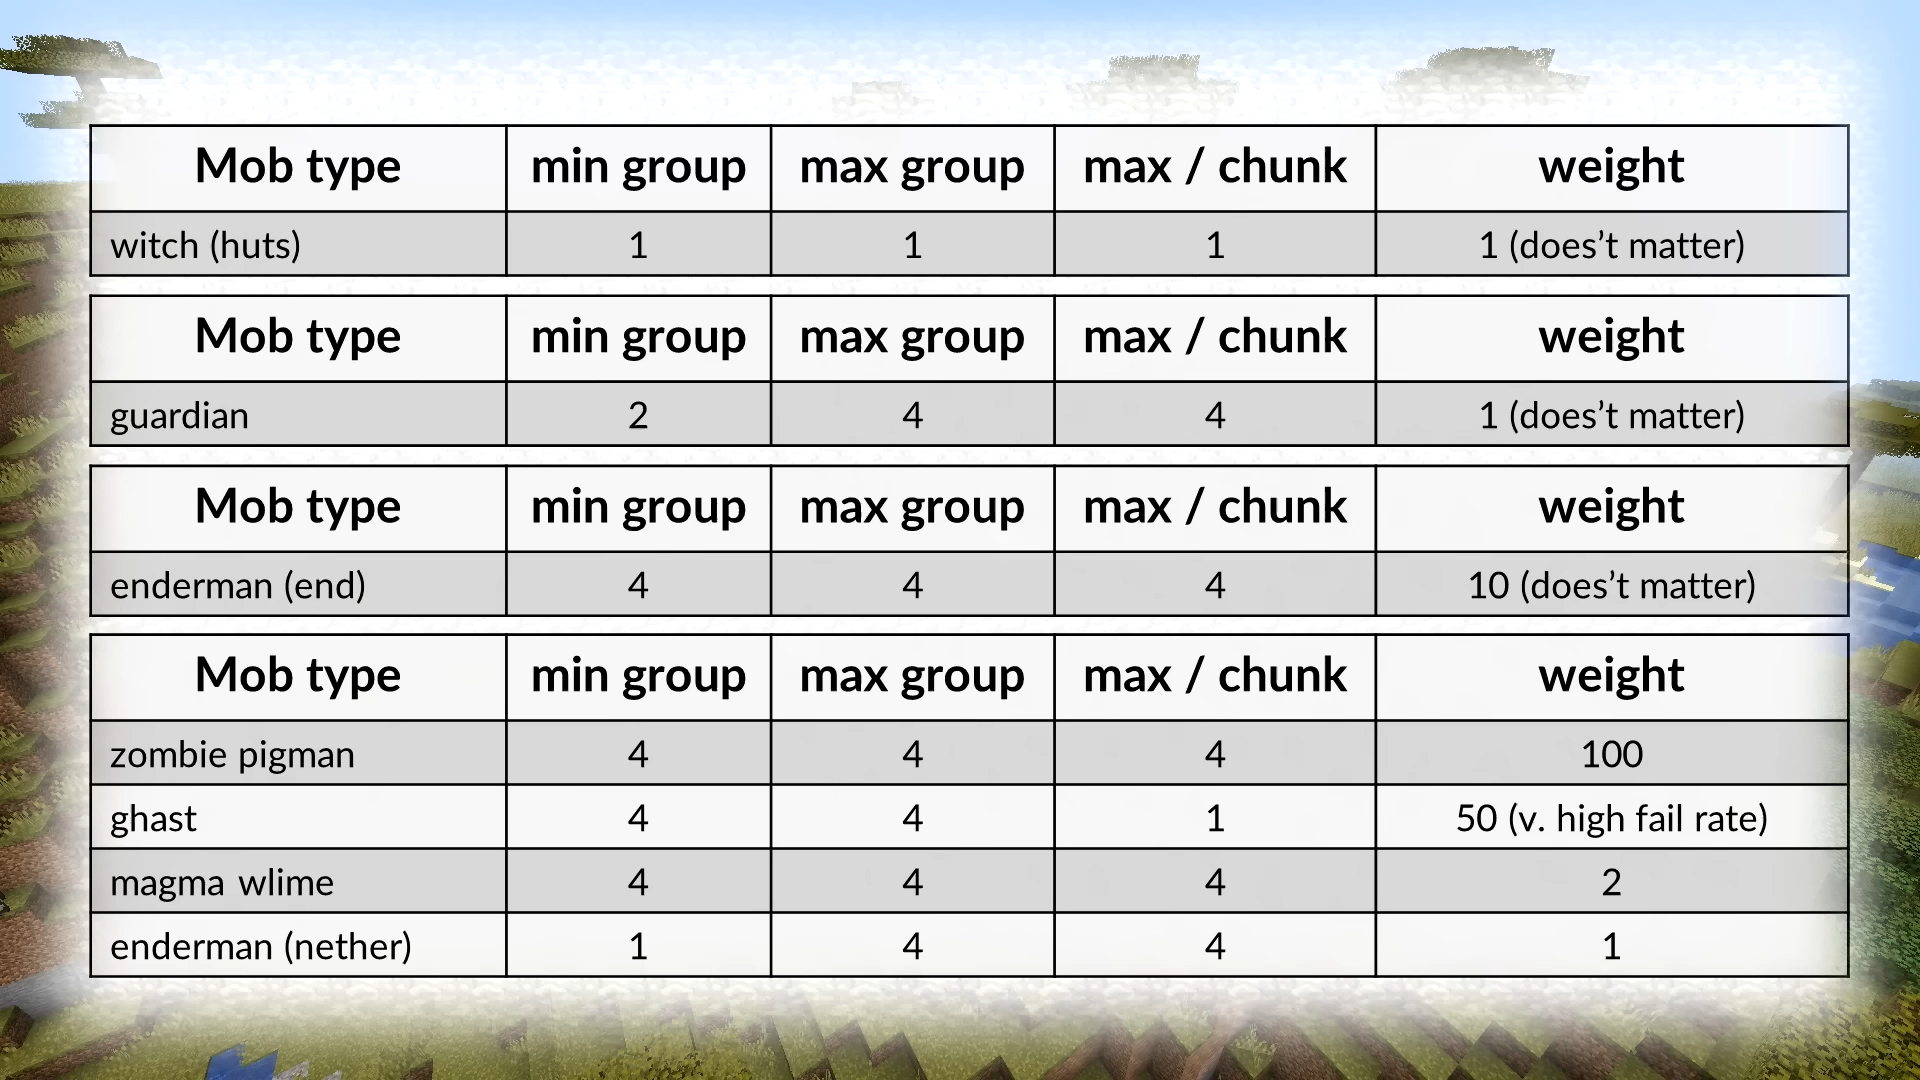 Mob type min group max group max / chunk weight
witch (huts) 1 1 1 1 (does’t matter)
Mob type min group max group max / chunk weight
guardian 2 4 4 1 (does’t matter)
Mob type min group max group max / chunk weight
enderman (end) 4 4 4 10 (does’t matter)
Mob type min group max group max / chunk weight
zombie pigman 4 4 4 100
ghast 4 4 1 50 (v. high fail rate)
magma wlime 4 4 4 2
enderman (nether) 1 4 4 1